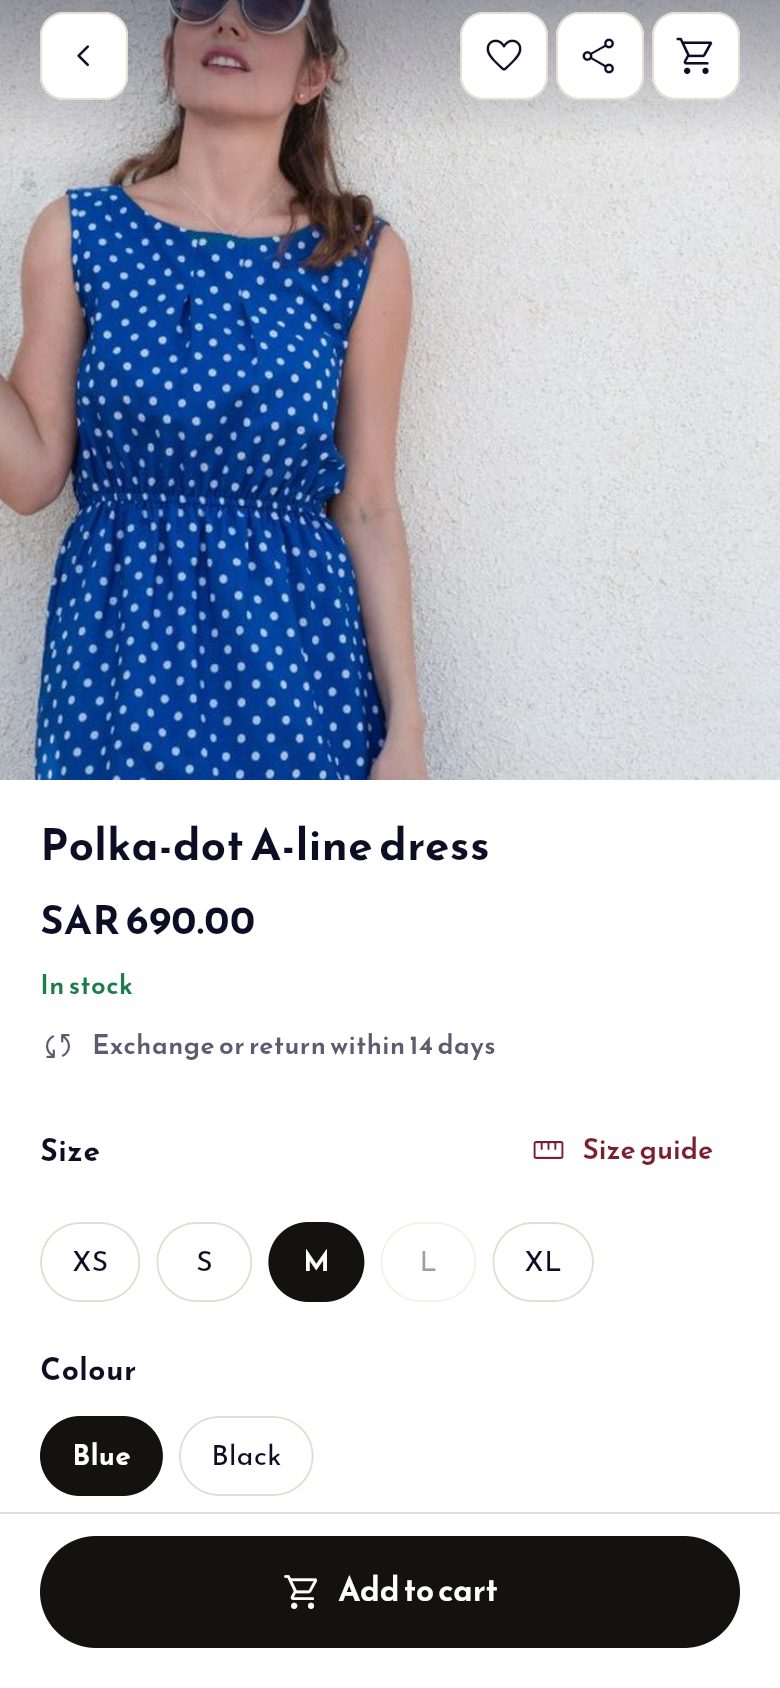 Polka-dot A-line dress
SAR 690.00
In stock
Exchange or return within 14 days
Size
Size guide
XS
S
M
L
XL
Colour
Blue
Black
Add to cart